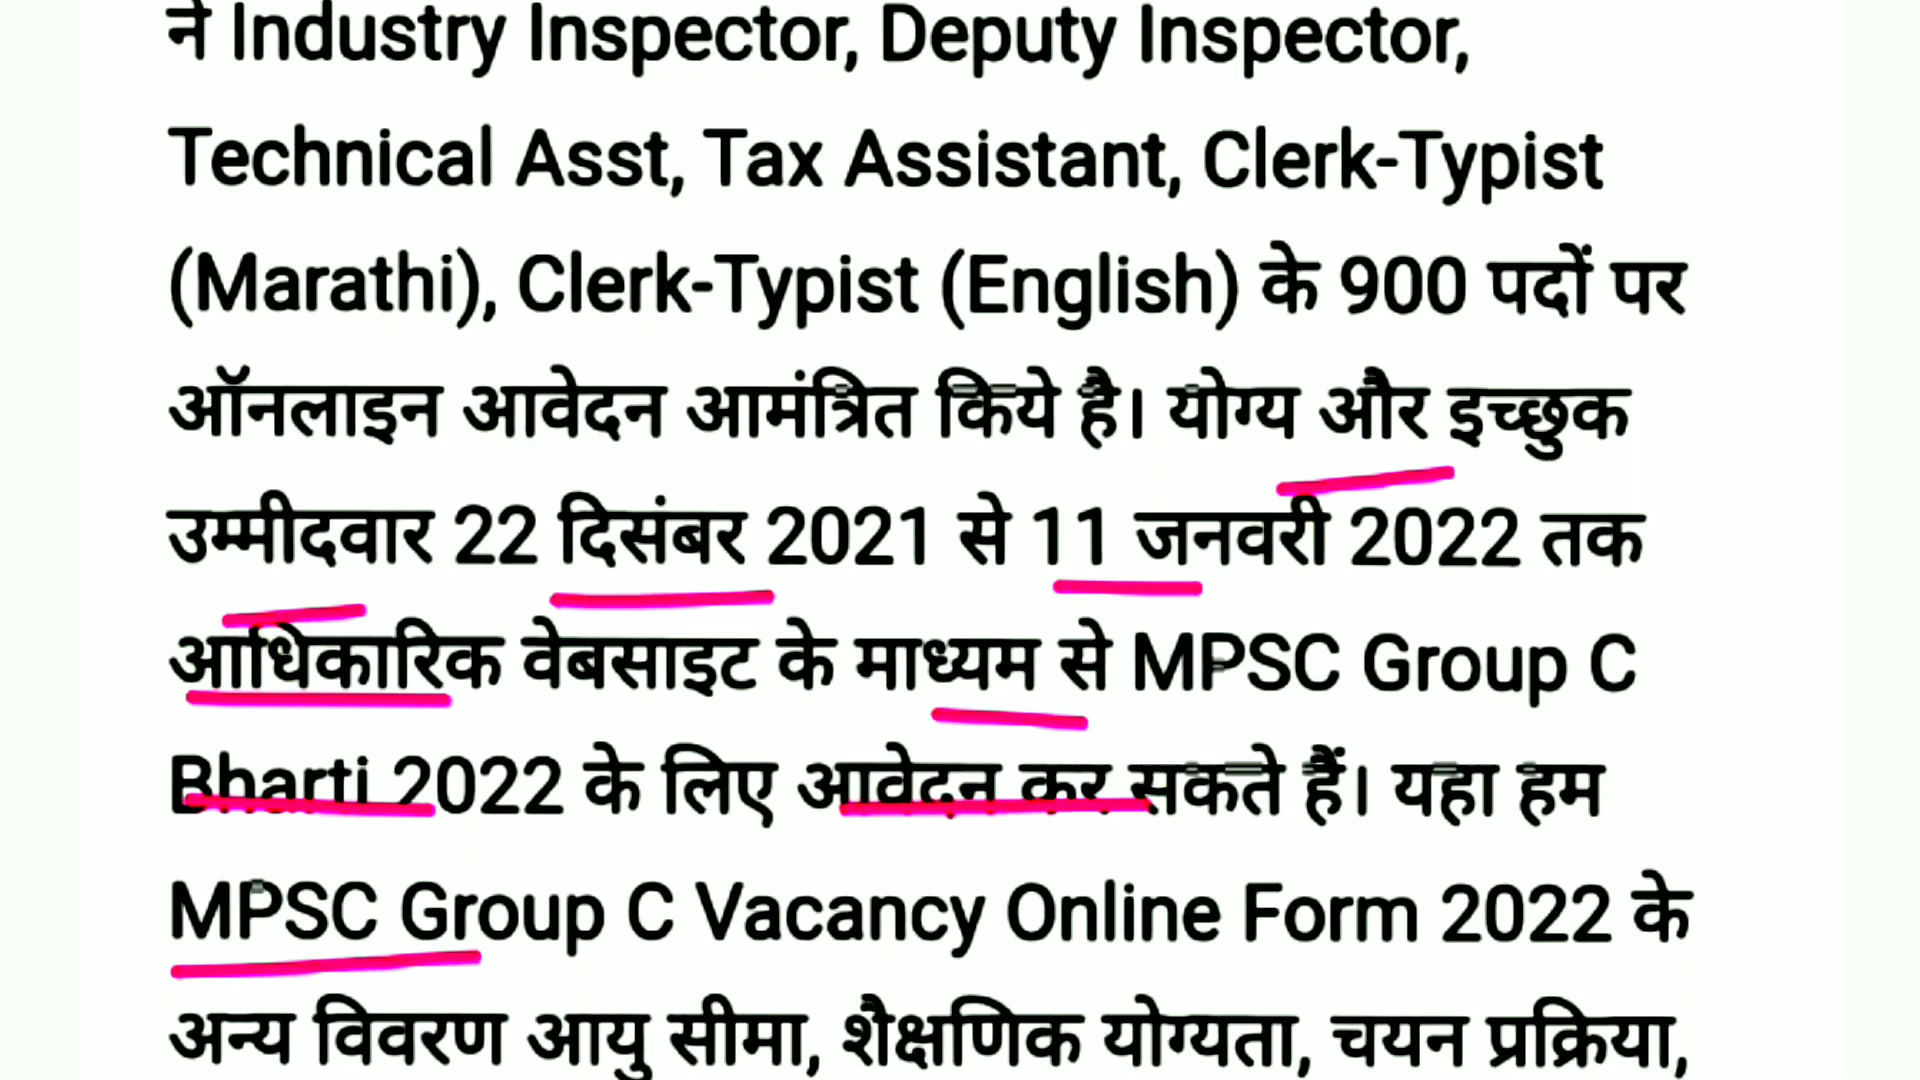 ने Industry Inspector, Deputy Inspector,
Technical Asst, Tax Assistant, Clerk-Typist
(Marathi), Clerk-Typist (English) के 900 पदों पर
ऑनलाइन आवेदन आमंत्रित किये है। योग्य और इच्छुक
उम्मीदवार 22 दिसंबर 2021 से 11 जनवरी 2022 तक
आधिकारिक वेबसाइट के माध्यम से MPSC Group C
Bharti 2022 के लिए आवेदन कर सकते हैं। यहा हम
MPSC Group C Vacancy Online Form 2022 के
अन्य विवरण आयु सीमा, शैक्षणिक योग्यता, चयन प्रक्रिया,